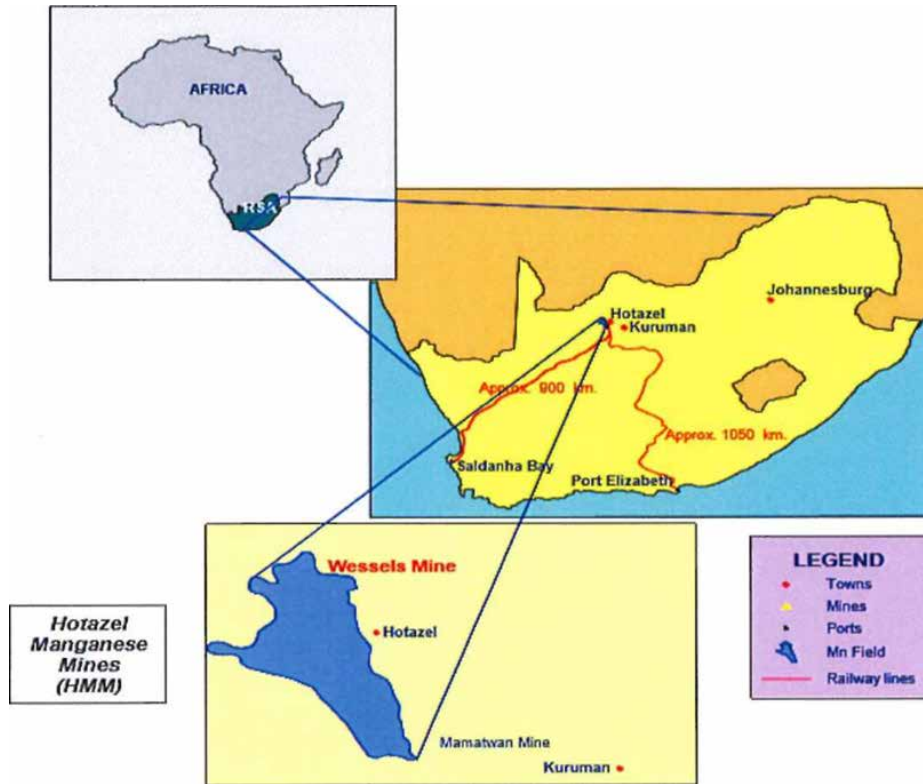 AFRICA
RSA
Johannesburg
Hotazel
Kuruman
Approx. 900 km.
Approx. 1050 km.
Saldanha Bay
Port Elizabeth
Wessels Mine
Hotazel
Mamatwan Mine
Kuruman
Hotazel
Manganese
Mines
(HMM)
LEGEND
Towns
Mines
Ports
Mn Field
Railway lines